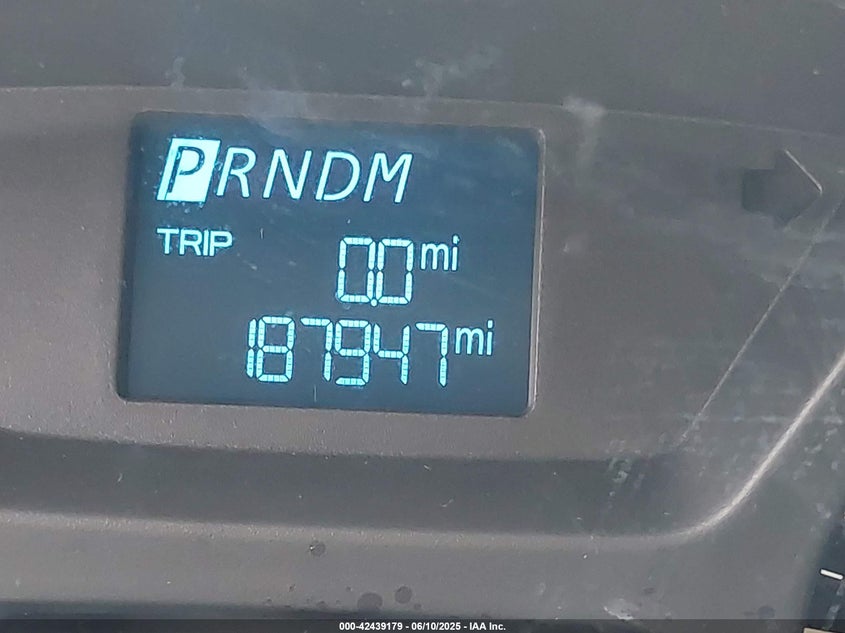 PRNDM
TRIP 0.0 mi
187947 mi
000-42439179 - 06/10/2025 - IAA Inc.